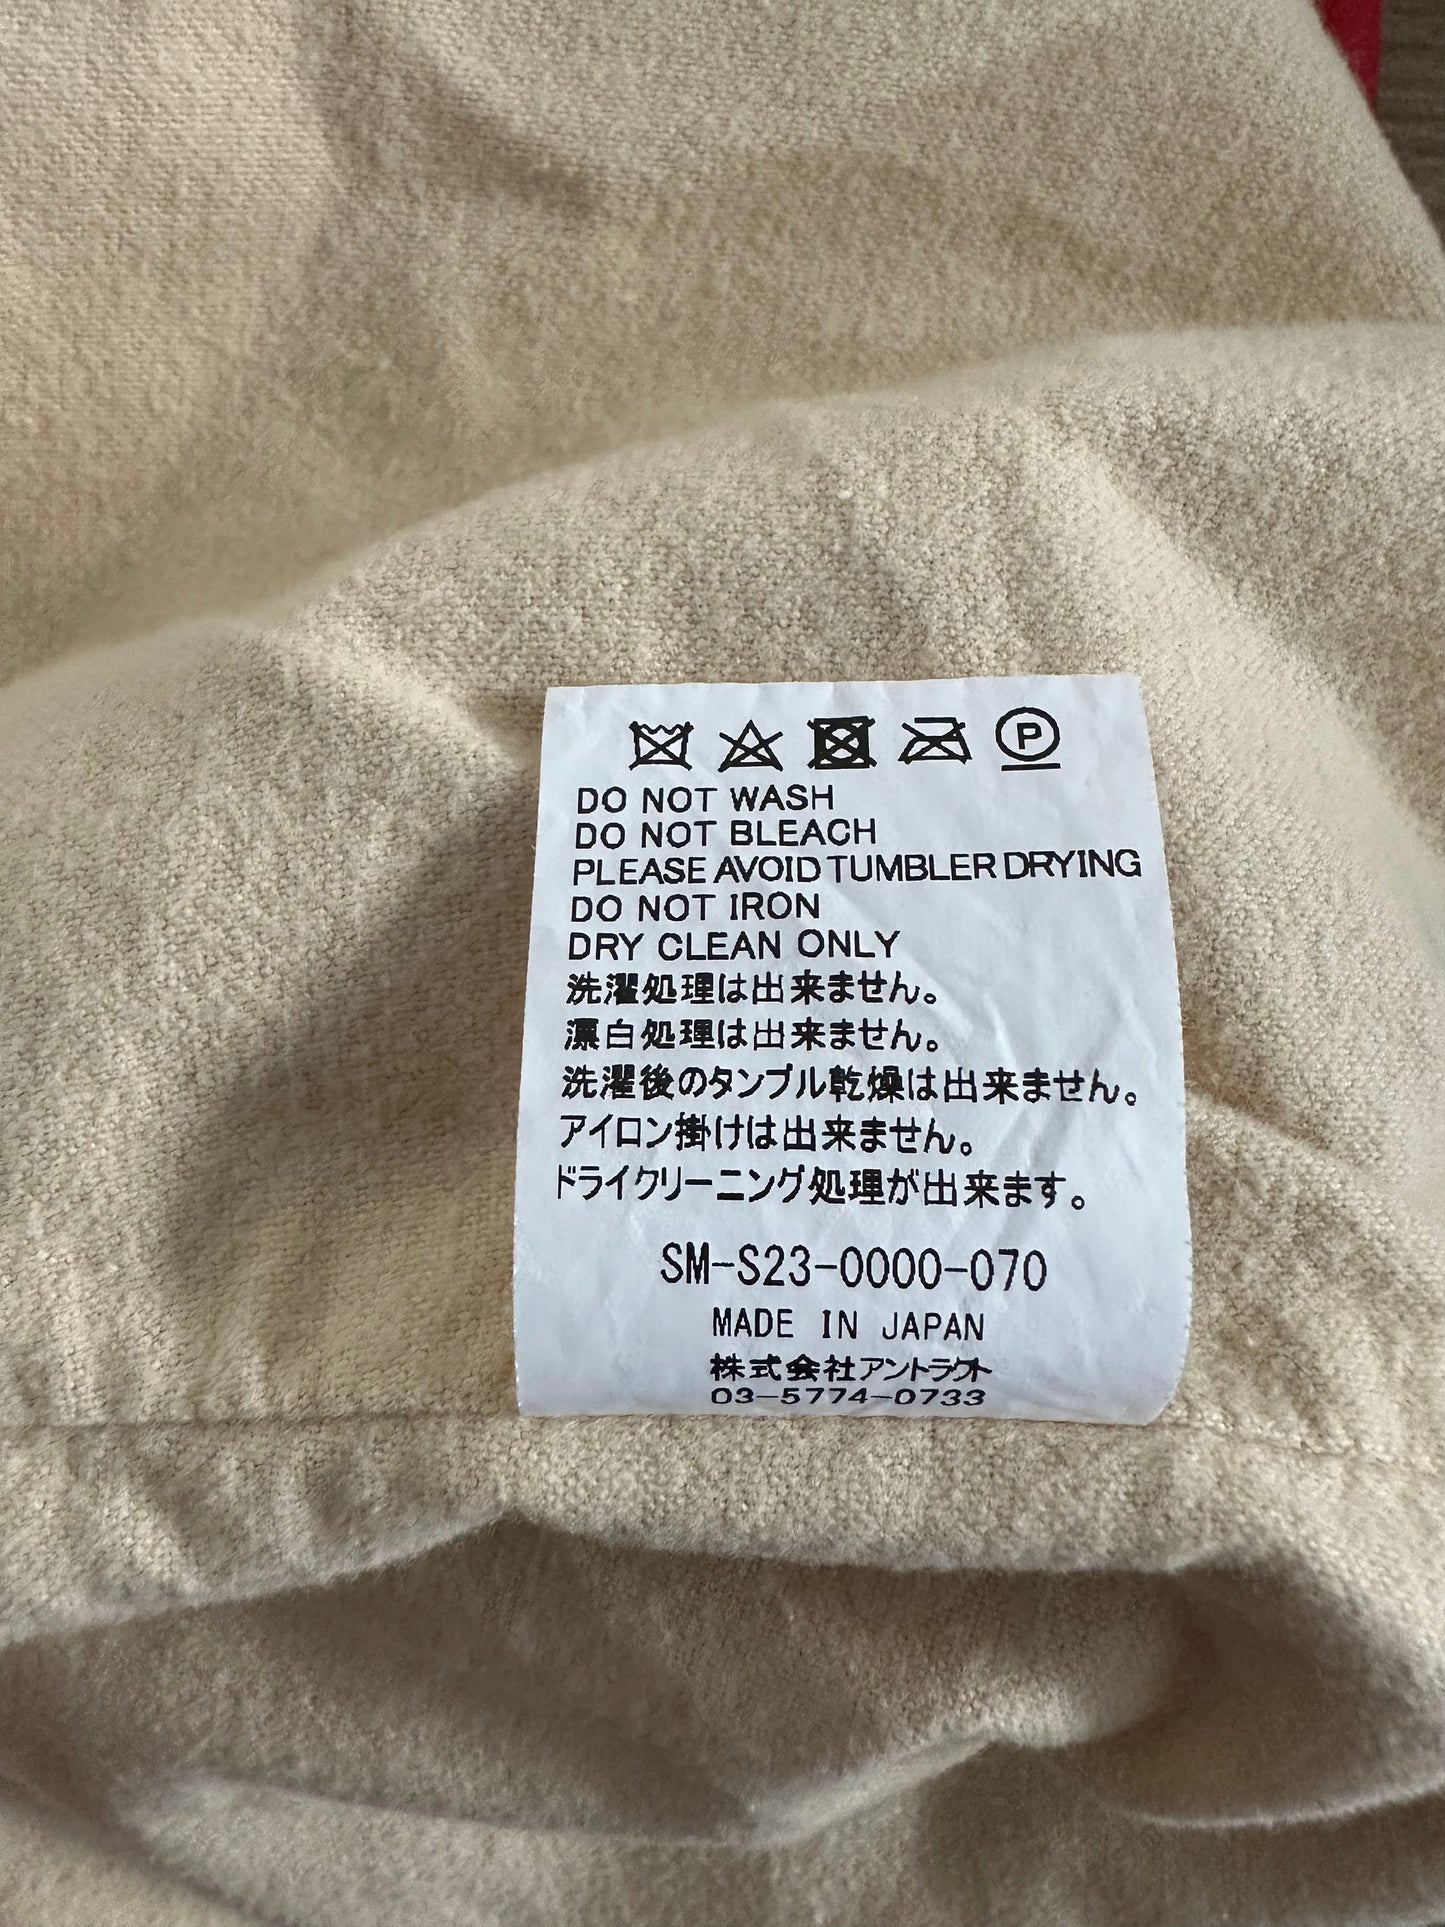 P
DO NOT WASH
DO NOT BLEACH
PLEASE AVOID TUMBLER DRYING
DO NOT IRON
DRY CLEAN ONLY
洗濯処理は出来ません。
漂白処理は出来ません。
洗濯後のタンブル乾燥は出来ません。
アイロン掛けは出来ません。
ドライクリーニング処理が出来ます。
SM-S23-0000-070
MADE IN JAPAN
株式会社アントラクト
03-5774-0733